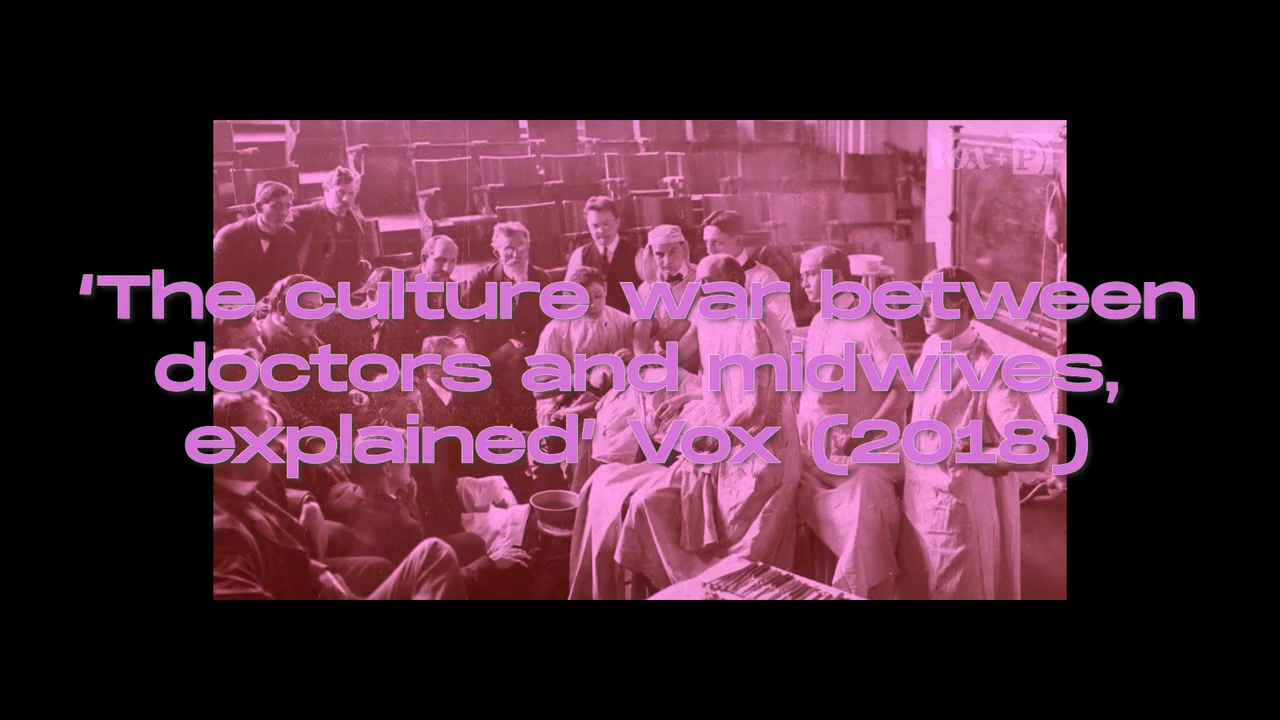 ‘The culture war between
doctors and midwives,
explained’ Vox (2018)